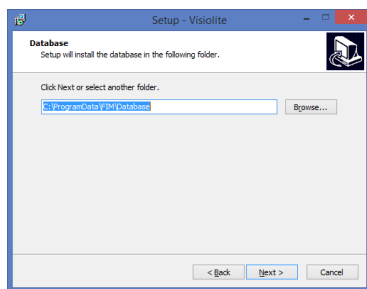 Setup - Visiolite
Database
Setup will install the database in the following folder.
Click Next or select another folder.
C:\ProgramData\FIM\Database
Browse...
< Back
Next >
Cancel